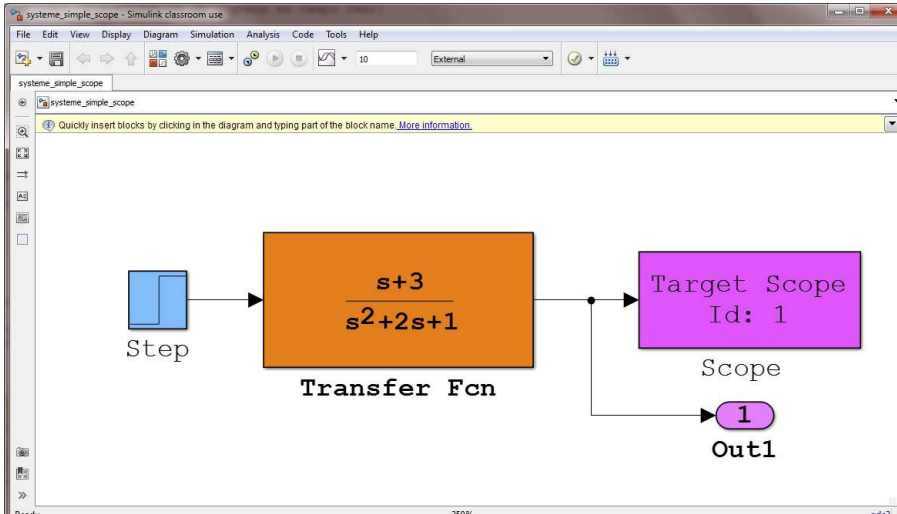 systeme_simple_scope - Simulink classroom use
File Edit View Display Diagram Simulation Analysis Code Tools Help
10 External
systeme_simple_scope
systeme_simple_scope
Quickly insert blocks by clicking in the diagram and typing part of the block name. More information.
s+3
s²+2s+1
Step
Transfer Fcn
Target Scope
Id: 1
Scope
1
Out1